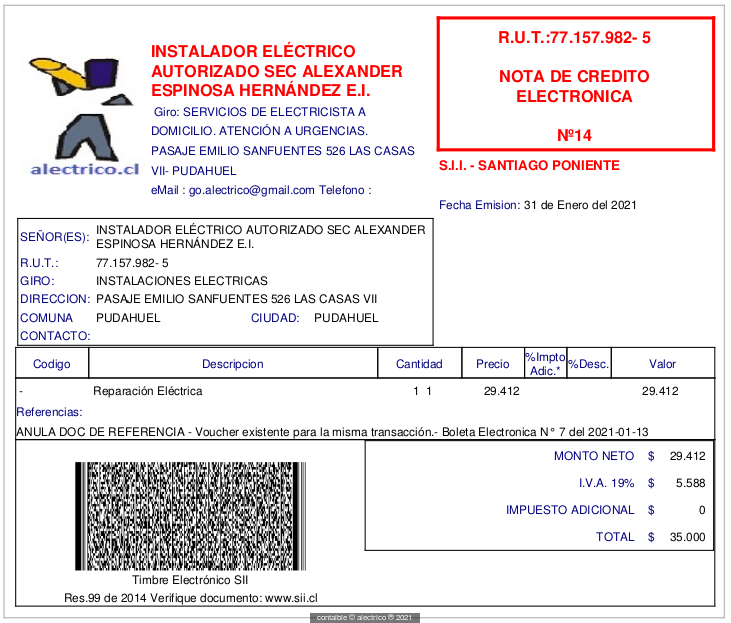 INSTALADOR ELÉCTRICO
AUTORIZADO SEC ALEXANDER
ESPINOSA HERNÁNDEZ E.I.
Giro: SERVICIOS DE ELECTRICISTA A
DOMICILIO. ATENCIÓN A URGENCIAS.
PASAJE EMILIO SANFUENTES 526 LAS CASAS
VII- PUDAHUEL
eMail : go.alectrico@gmail.com Telefono :
alectrico.cl
R.U.T.:77.157.982- 5
NOTA DE CREDITO
ELECTRONICA
Nº14
S.I.I. - SANTIAGO PONIENTE
Fecha Emision: 31 de Enero del 2021
SEÑOR(ES): INSTALADOR ELÉCTRICO AUTORIZADO SEC ALEXANDER
ESPINOSA HERNÁNDEZ E.I.
R.U.T.: 77.157.982- 5
GIRO: INSTALACIONES ELECTRICAS
DIRECCION: PASAJE EMILIO SANFUENTES 526 LAS CASAS VII
COMUNA PUDAHUEL CIUDAD: PUDAHUEL
CONTACTO:
Codigo Descripcion Cantidad Precio %Impto Adic.* %Desc. Valor
- Reparación Eléctrica 1 1 29.412 29.412
Referencias:
ANULA DOC DE REFERENCIA - Voucher existente para la misma transacción.- Boleta Electronica N° 7 del 2021-01-13
MONTO NETO $ 29.412
I.V.A. 19% $ 5.588
IMPUESTO ADICIONAL $ 0
TOTAL $ 35.000
Timbre Electrónico SII
Res.99 de 2014 Verifique documento: www.sii.cl
contaible © alectrico ® 2021